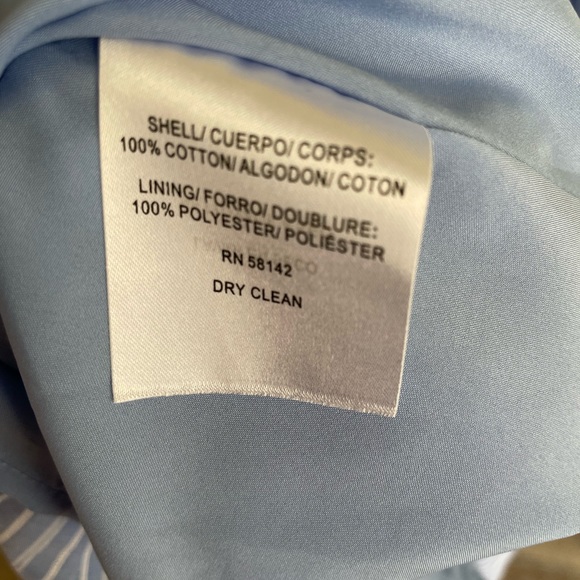 SHELL/ CUERPO/ CORPS:
100% COTTON/ ALGODON/ COTON
LINING/ FORRO/ DOUBLURE:
100% POLYESTER/ POLIÉSTER
RN 58142
DRY CLEAN